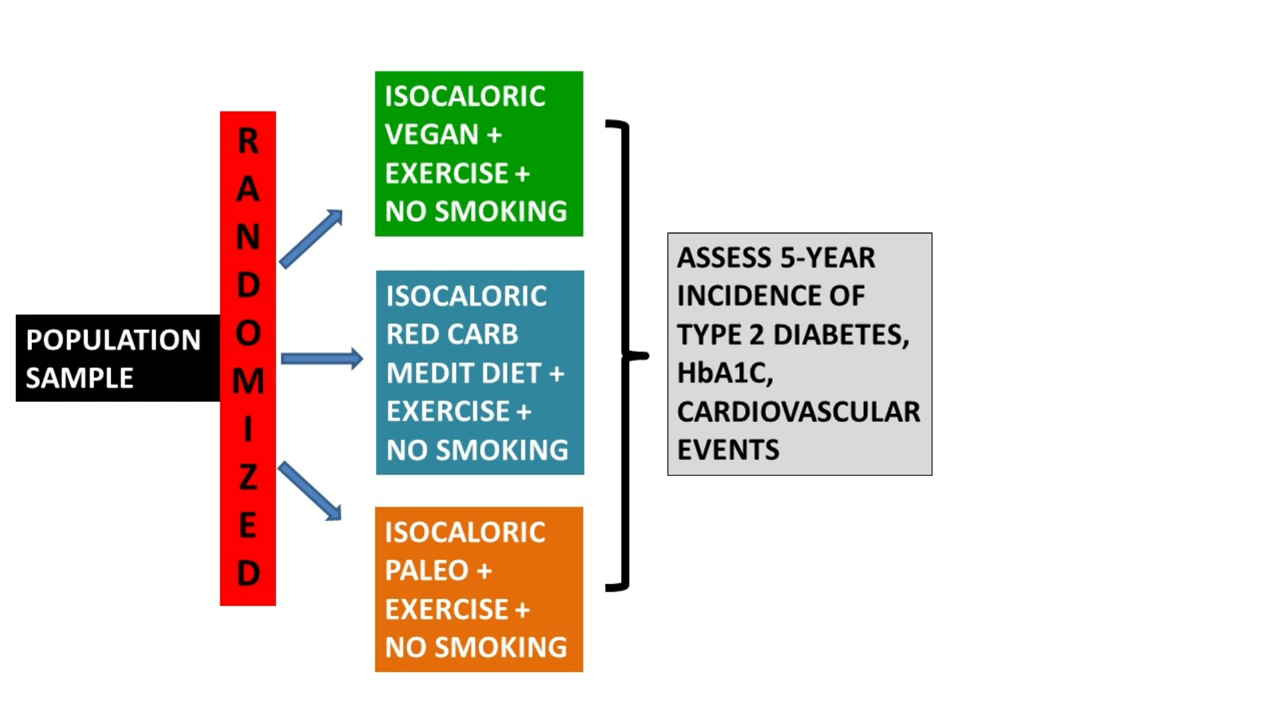 POPULATION
SAMPLE
RANDOMIZED
ISOCALORIC
VEGAN +
EXERCISE +
NO SMOKING
ISOCALORIC
RED CARB
MEDIT DIET +
EXERCISE +
NO SMOKING
ISOCALORIC
PALEO +
EXERCISE +
NO SMOKING
ASSESS 5-YEAR
INCIDENCE OF
TYPE 2 DIABETES,
HbA1C,
CARDIOVASCULAR
EVENTS